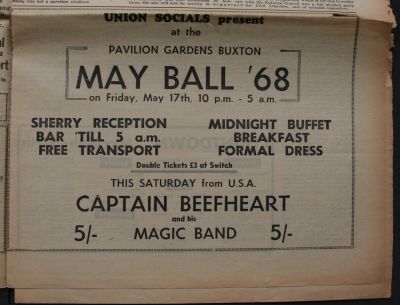 UNION SOCIALS present
at the
PAVILION GARDENS BUXTON
MAY BALL '68
on Friday, May 17th, 10 p.m. - 5 a.m.
SHERRY RECEPTION
BAR 'TILL 5 a.m.
FREE TRANSPORT
MIDNIGHT BUFFET
BREAKFAST
FORMAL DRESS
Double Tickets £3 at Switch
THIS SATURDAY from U.S.A.
CAPTAIN BEEFHEART
and his
5/- MAGIC BAND 5/-